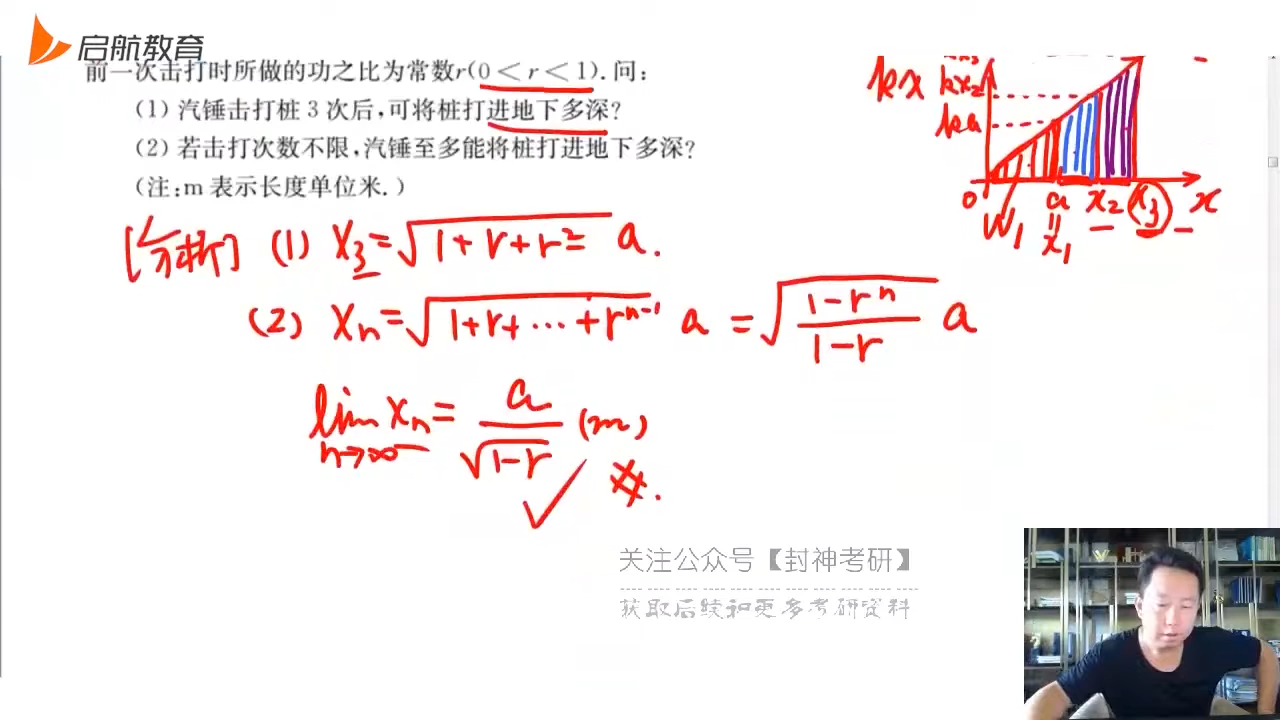 启航教育
前一次击打时所做的功之比为常数r(0<r<1).问:
(1) 汽锤击打桩 3 次后,可将桩打进地下多深?
(2) 若击打次数不限,汽锤至多能将桩打进地下多深?
(注:m 表示长度单位米.)
kx
kx₂
ka
0 a x₂ x₃ x
W₁ x₁
[分析] (1) x₃=√(1+r+r²) a.
(2) xₙ=√(1+r+⋯+rⁿ⁻¹) a = √((1-rⁿ)/(1-r)) a
lim n→∞ xₙ= a/√(1-r) (m)
#.
关注公众号【封神考研】
获取后续和更多考研资料